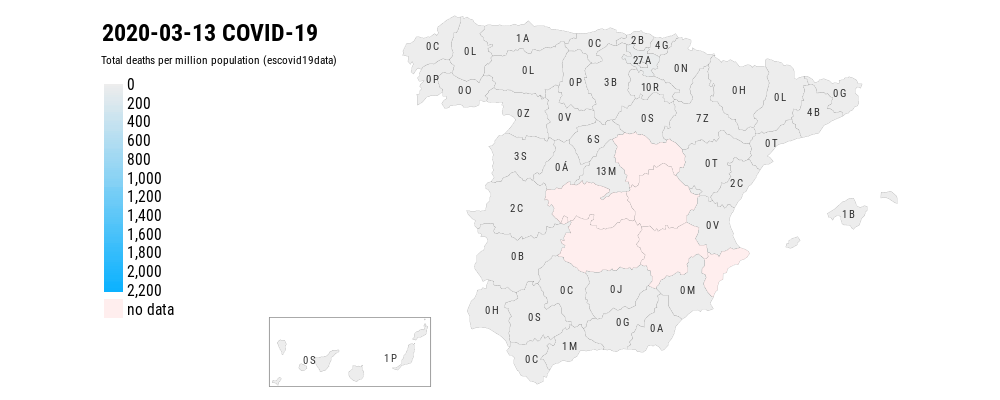 2020-03-13 COVID-19
Total deaths per million population (escovid19data)
0
200
400
600
800
1,000
1,200
1,400
1,600
1,800
2,000
2,200
no data
0C
0L
1A
0C
2B
4G
27A
0N
0P
0O
0L
0P
3B
10R
0H
0L
0G
4B
0Z
0V
0S
7Z
0T
6S
3S
0Á
13M
0T
2C
2C
1B
0V
0B
0C
0J
0M
0H
0S
0G
0A
1M
0C
0S
1P